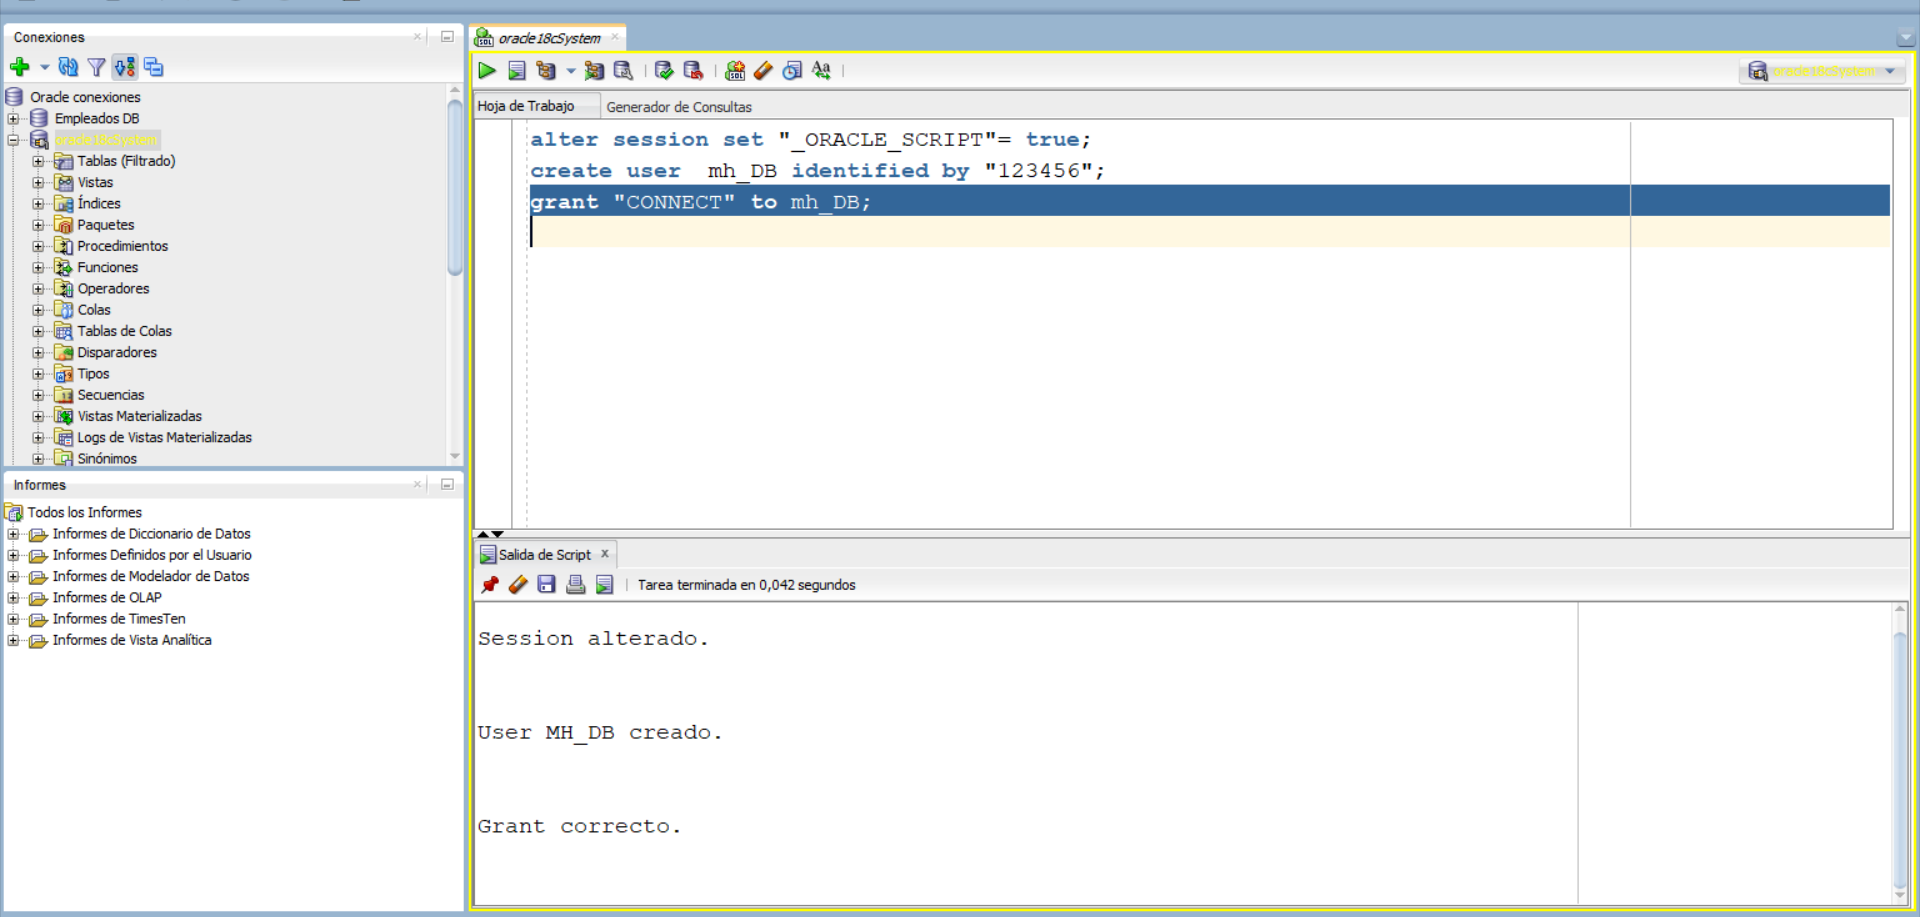 Conexiones
Oracle conexiones
Empleados DB
oracle18cSystem
Tablas (Filtrado)
Vistas
Índices
Paquetes
Procedimientos
Funciones
Operadores
Colas
Tablas de Colas
Disparadores
Tipos
Secuencias
Vistas Materializadas
Logs de Vistas Materializadas
Sinónimos
Informes
Todos los Informes
Informes de Diccionario de Datos
Informes Definidos por el Usuario
Informes de Modelador de Datos
Informes de OLAP
Informes de TimesTen
Informes de Vista Analítica
oracle18cSystem
oracle18cSystem
Hoja de Trabajo Generador de Consultas
alter session set "_ORACLE_SCRIPT"= true;
create user  mh_DB identified by "123456";
grant "CONNECT" to mh_DB;
Salida de Script
Tarea terminada en 0,042 segundos
Session alterado.
User MH_DB creado.
Grant correcto.